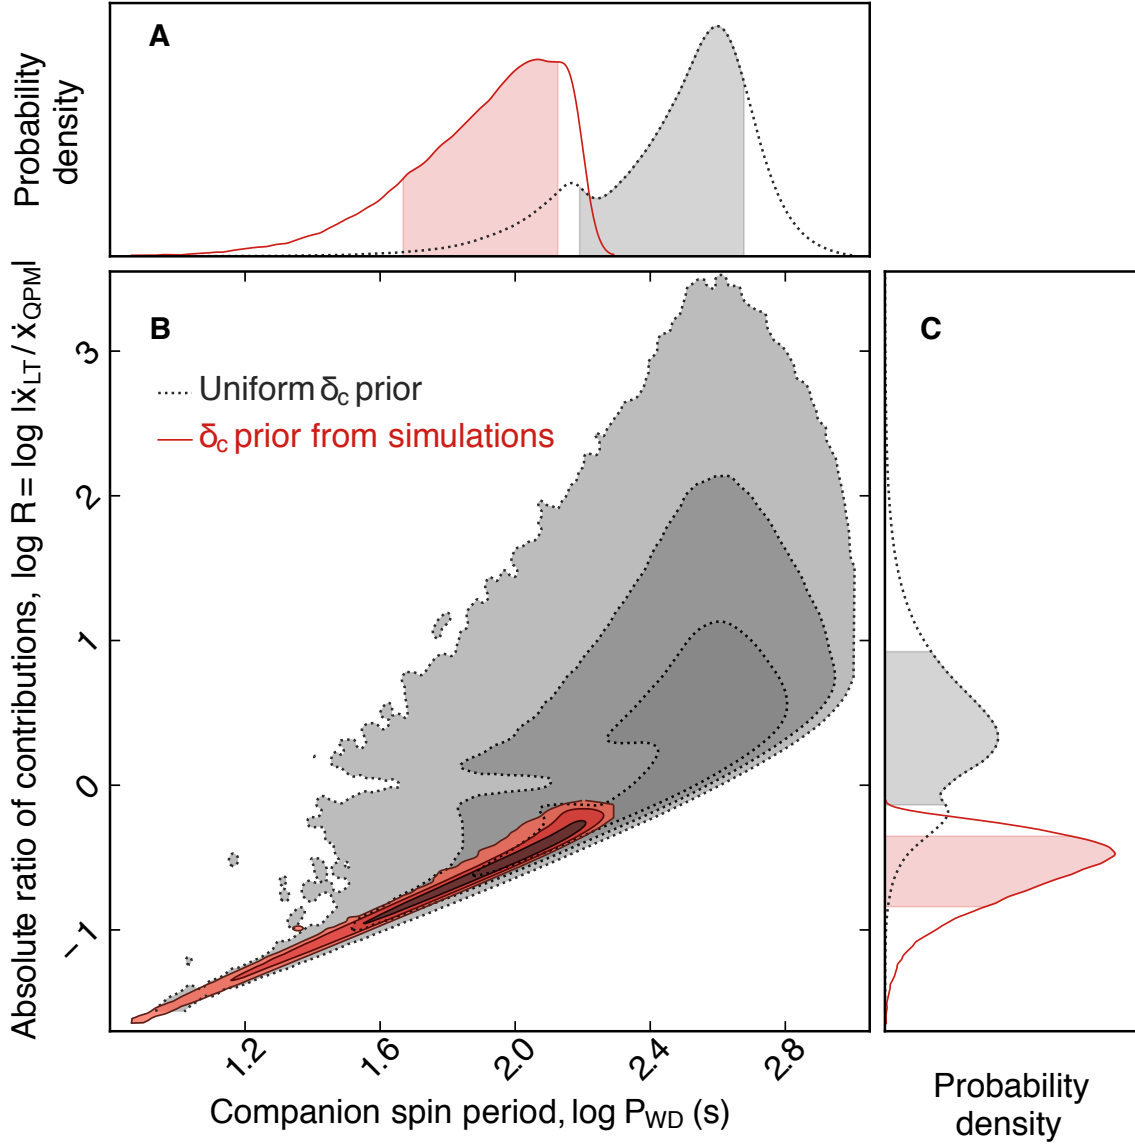 A
Probability
density
B
C
Uniform δc prior
δc prior from simulations
Absolute ratio of contributions, log R = log |ẋLT / ẋQPM|
3
2
1
0
−1
1.2
1.6
2.0
2.4
2.8
Companion spin period, log PWD (s)
Probability
density